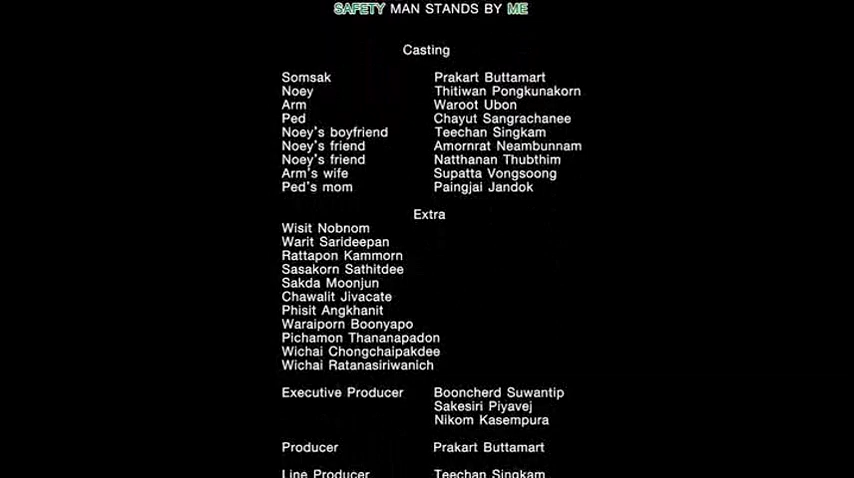 SAFETY MAN STANDS BY ME
Casting
Somsak Prakart Buttamart
Noey Thitiwan Pongkunakorn
Arm Waroot Ubon
Ped Chayut Sangrachanee
Noey's boyfriend Teechan Singkam
Noey's friend Amornrat Neambunnam
Noey's friend Natthanan Thubthim
Arm's wife Supatta Vongsoong
Ped's mom Paingjai Jandok
Extra
Wisit Nobnom
Warit Sarideepan
Rattapon Kammorn
Sasakorn Sathitdee
Sakda Moonjun
Chawalit Jivacate
Phisit Angkhanit
Waraiporn Boonyapo
Pichamon Thananapadon
Wichai Chongchaipakdee
Wichai Ratanasiriwanich
Executive Producer Booncherd Suwantip
Sakesiri Piyavej
Nikom Kasempura
Producer Prakart Buttamart
Line Producer Teechan Singkam